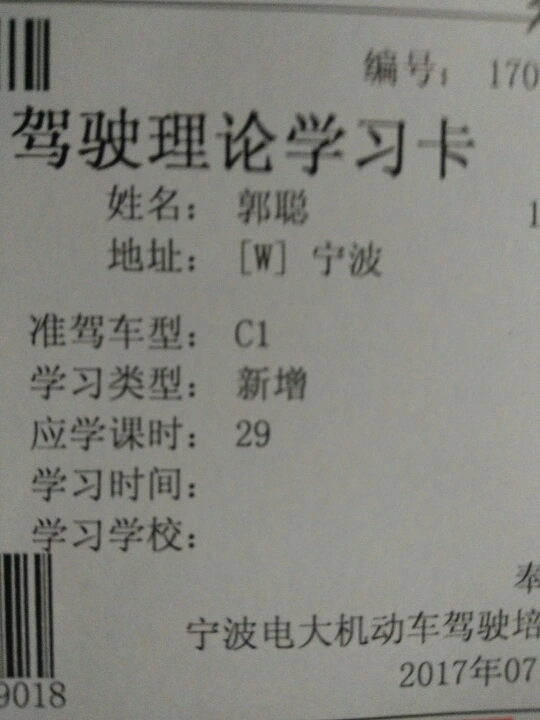 编号： 170
驾驶理论学习卡
姓名： 郭聪
1
地址： [W] 宁波
准驾车型： C1
学习类型： 新增
应学课时： 29
学习时间：
学习学校：
奉
宁波电大机动车驾驶培
9018
2017年07